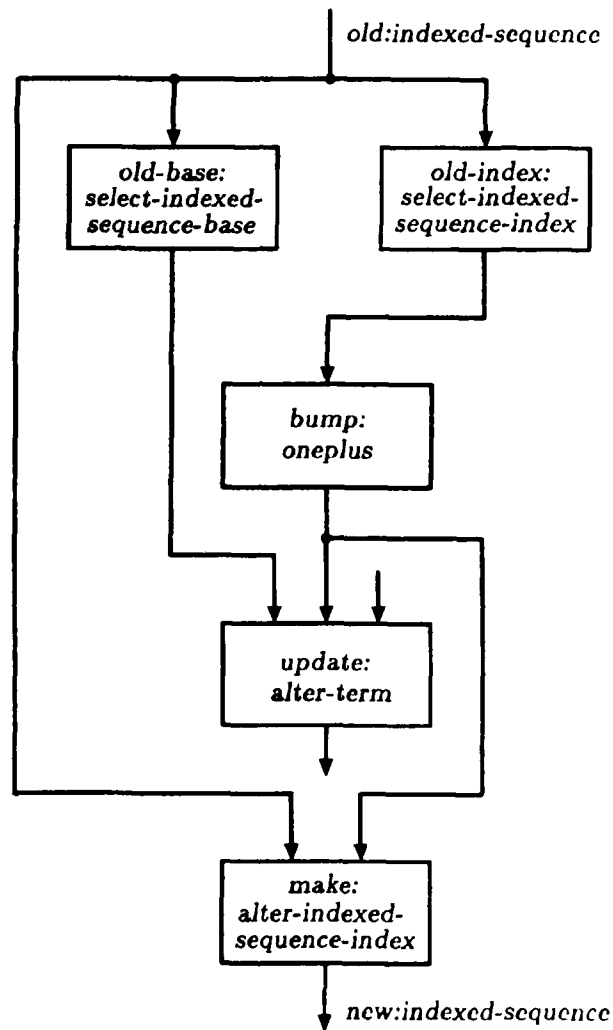 old:indexed-sequence
old-base:
select-indexed-
sequence-base
old-index:
select-indexed-
sequence-index
bump:
oneplus
update:
alter-term
make:
alter-indexed-
sequence-index
new:indexed-sequence